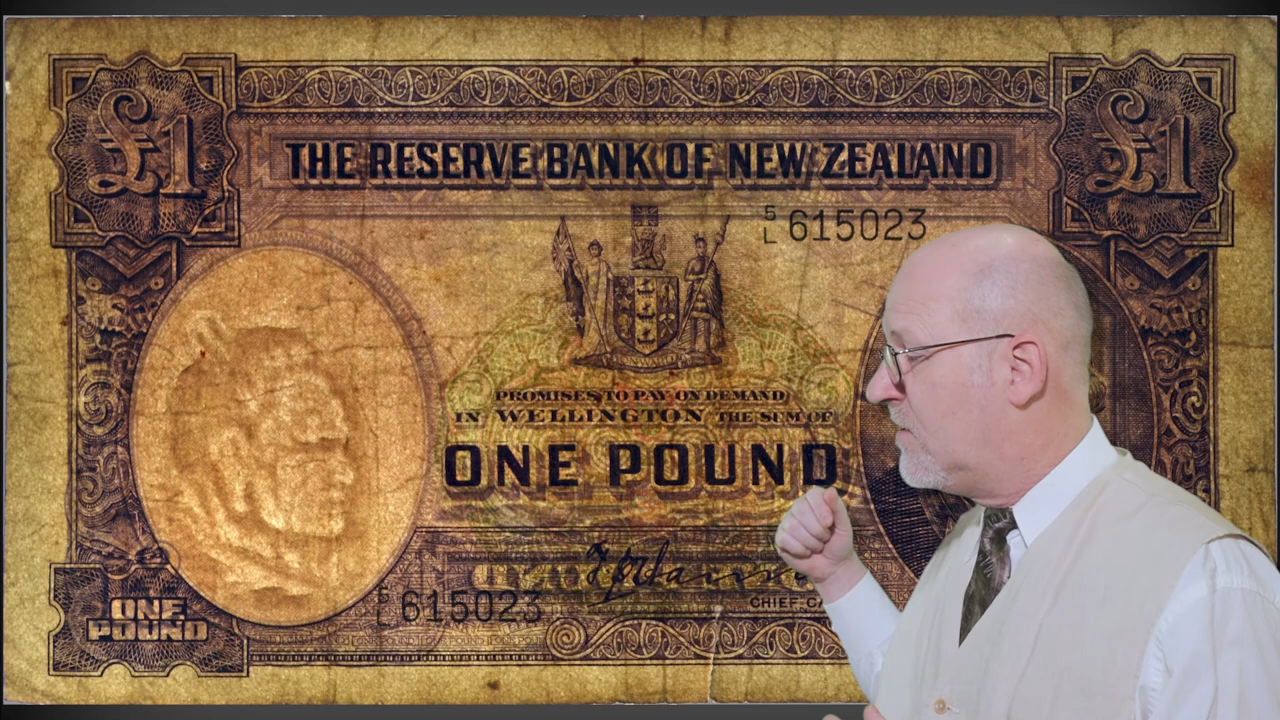 £1 £1
THE RESERVE BANK OF NEW ZEALAND
5/L 615023
PROMISES TO PAY ON DEMAND
IN WELLINGTON THE SUM OF
ONE POUND
5/L 615023
CHIEF
ONE
POUND